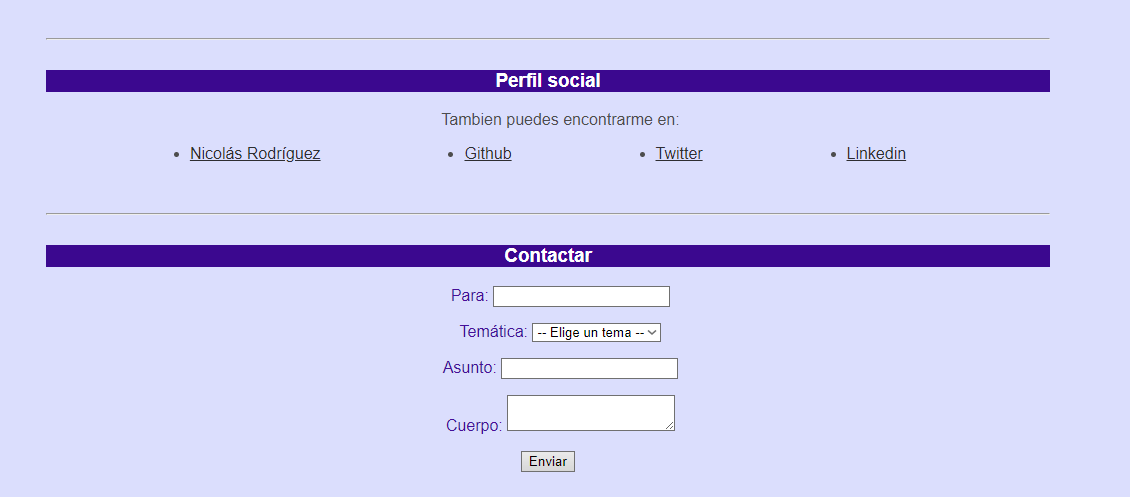 Perfil social
Tambien puedes encontrarme en:
Nicolás Rodríguez Github Twitter Linkedin
Contactar
Para:
Temática: -- Elige un tema --
Asunto:
Cuerpo:
Enviar